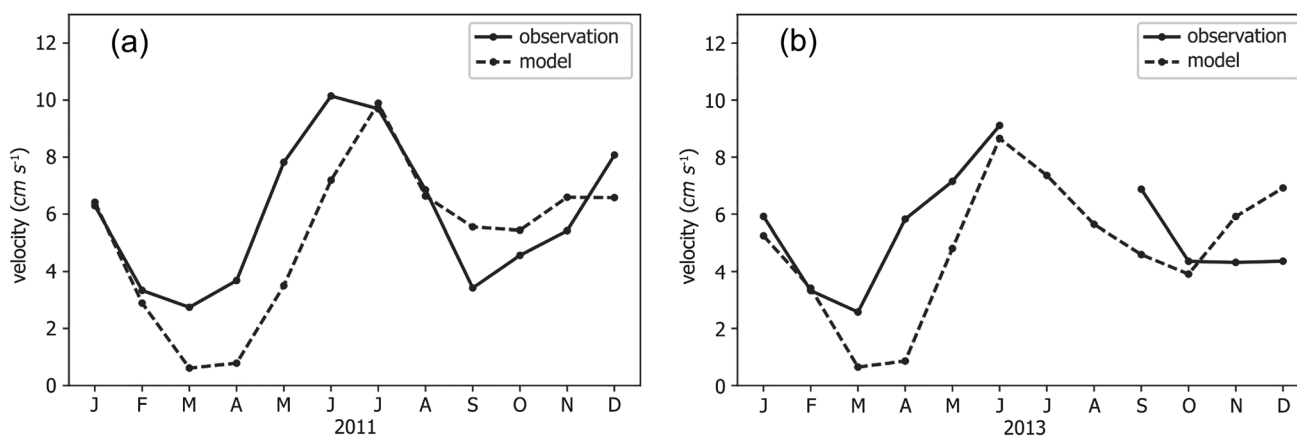 (a)
observation
model
velocity (cm s⁻¹)
12
10
8
6
4
2
0
J F M A M J J A S O N D
2011
(b)
observation
model
velocity (cm s⁻¹)
12
10
8
6
4
2
0
J F M A M J J A S O N D
2013